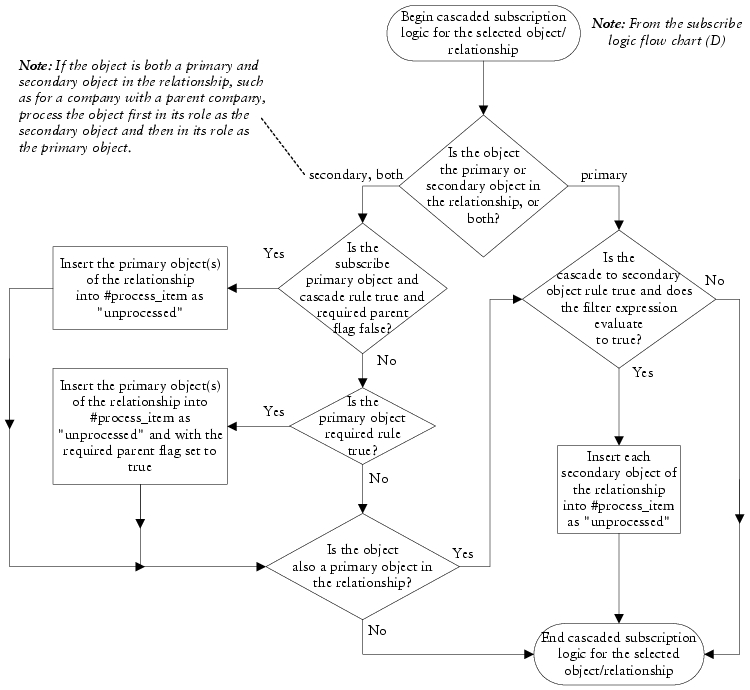 Begin cascaded subscription
logic for the selected object/
relationship
Note: From the subscribe
logic flow chart (D)
Note: If the object is both a primary and
secondary object in the relationship, such
as for a company with a parent company,
process the object first in its role as the
secondary object and then in its role as
the primary object.
Is the object
the primary or
secondary object in
the relationship, or
both?
secondary, both
primary
Is the
subscribe
primary object and
cascade rule true and
required parent
flag false?
Yes
No
Insert the primary object(s)
of the relationship
into #process_item as
"unprocessed"
Is the
cascade to secondary
object rule true and does
the filter expression
evaluate
to true?
No
Yes
Insert the primary object(s)
of the relationship into
#process_item as
"unprocessed" and with the
required parent flag set to
true
Yes
Is the
primary object
required rule
true?
No
Insert each
secondary object of
the relationship
into #process_item
as "unprocessed"
Is the object
also a primary object in
the relationship?
Yes
No
End cascaded subscription
logic for the selected
object/relationship